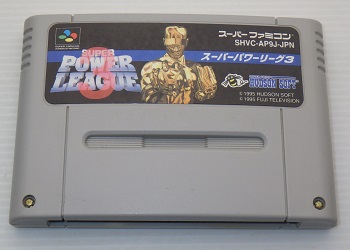 スーパーファミコン
SHVC-AP9J-JPN
SUPER
POWER
LEAGUE
3
スーパーパワーリーグ3
HUDSON SOFT
© 1995 HUDSON SOFT
© 1995 FUJI TELEVISION